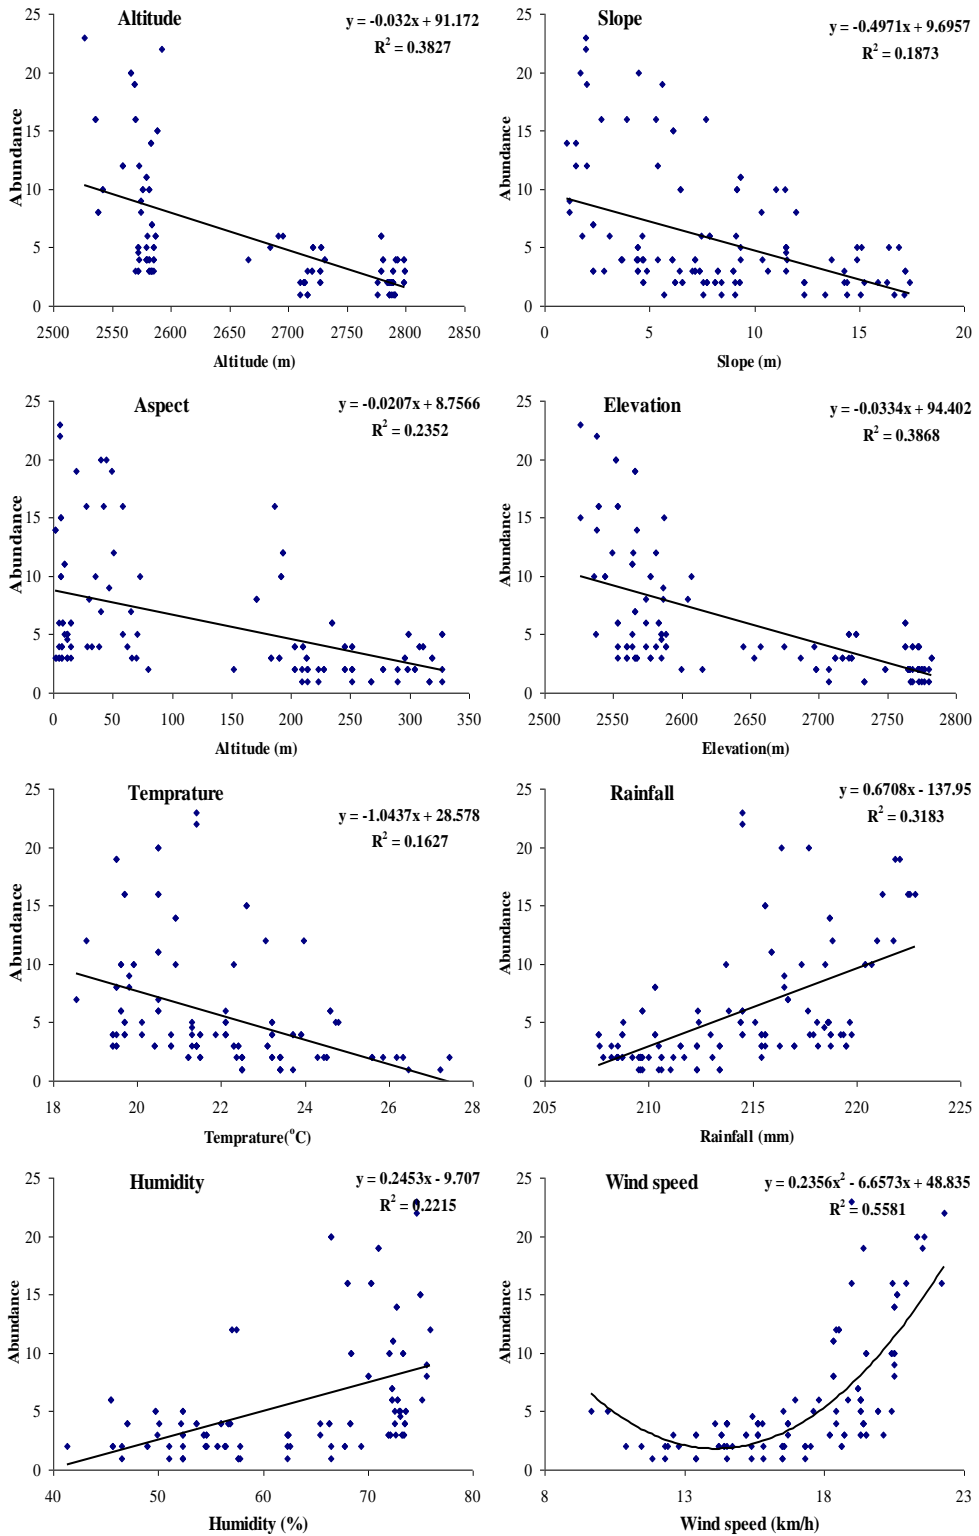 Altitude
y = -0.032x + 91.172
R² = 0.3827
Abundance
25
20
15
10
5
0
2500 2550 2600 2650 2700 2750 2800 2850
Altitude (m)
Slope
y = -0.4971x + 9.6957
R² = 0.1873
Abundance
25
20
15
10
5
0
0 5 10 15 20
Slope (m)
Aspect
y = -0.0207x + 8.7566
R² = 0.2352
Abundance
25
20
15
10
5
0
0 50 100 150 200 250 300 350
Altitude (m)
Elevation
y = -0.0334x + 94.402
R² = 0.3868
Abundance
25
20
15
10
5
0
2500 2550 2600 2650 2700 2750 2800
Elevation(m)
Temprature
y = -1.0437x + 28.578
R² = 0.1627
Abundance
25
20
15
10
5
0
18 20 22 24 26 28
Temprature(°C)
Rainfall
y = 0.6708x - 137.95
R² = 0.3183
Abundance
25
20
15
10
5
0
205 210 215 220 225
Rainfall (mm)
Humidity
y = 0.2453x - 9.707
R² = 0.2215
Abundance
25
20
15
10
5
0
40 50 60 70 80
Humidity (%)
Wind speed
y = 0.2356x² - 6.6573x + 48.835
R² = 0.5581
Abundance
25
20
15
10
5
0
8 13 18 23
Wind speed (km/h)